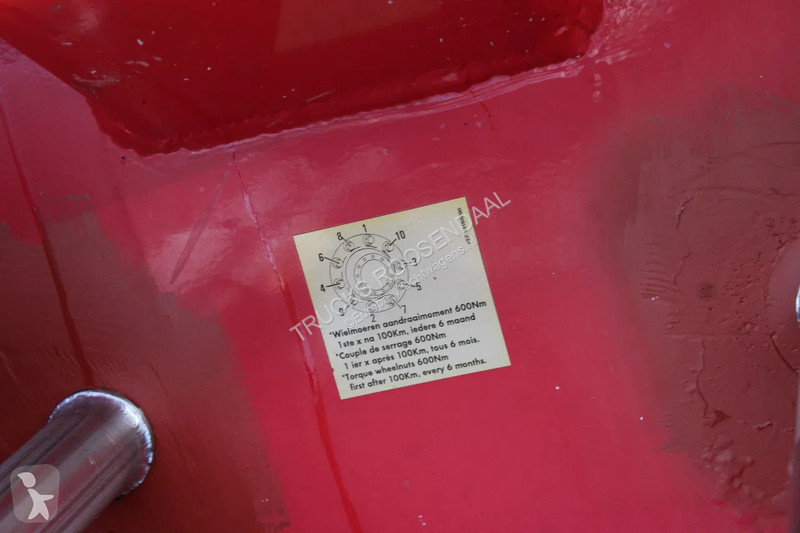 8 1 10
6 3
4 5
9 2 7
TRUCKS ROOSENDAAL
*Wielmoeren aandraaimoment 600Nm
1ste x na 100Km, iedere 6 maand
*Couple de serrage 600Nm
1 ier x après 100Km, tous 6 mois.
*Torque wheelnuts 600Nm
First after 100Km, every 6 months.